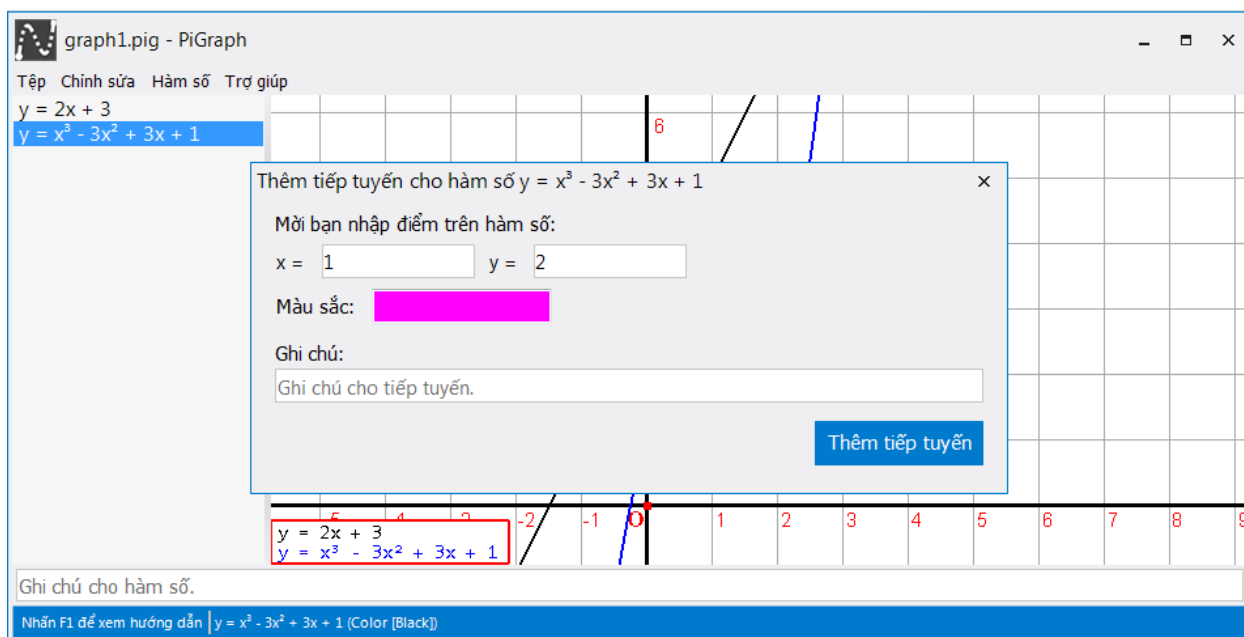 graph1.pig - PiGraph
Tệp Chỉnh sửa Hàm số Trợ giúp
y = 2x + 3
y = x³ - 3x² + 3x + 1
6
Thêm tiếp tuyến cho hàm số y = x³ - 3x² + 3x + 1
Mời bạn nhập điểm trên hàm số:
x = 1 y = 2
Màu sắc:
Ghi chú:
Ghi chú cho tiếp tuyến.
Thêm tiếp tuyến
-2 -1 O 1 2 3 4 5 6 7 8 9
y = 2x + 3
y = x³ - 3x² + 3x + 1
Ghi chú cho hàm số.
Nhấn F1 để xem hướng dẫn y = x³ - 3x² + 3x + 1 (Color [Black])